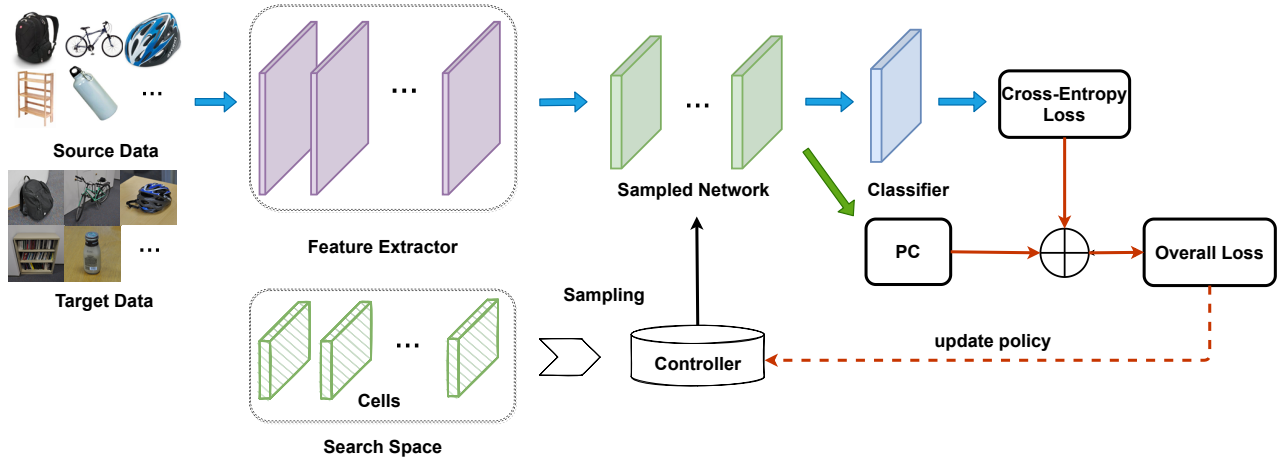 ...
Source Data
...
Target Data
...
Feature Extractor
...
Sampled Network
Classifier
Cross-Entropy
Loss
PC
Overall Loss
Sampling
...
Cells
Search Space
Controller
update policy